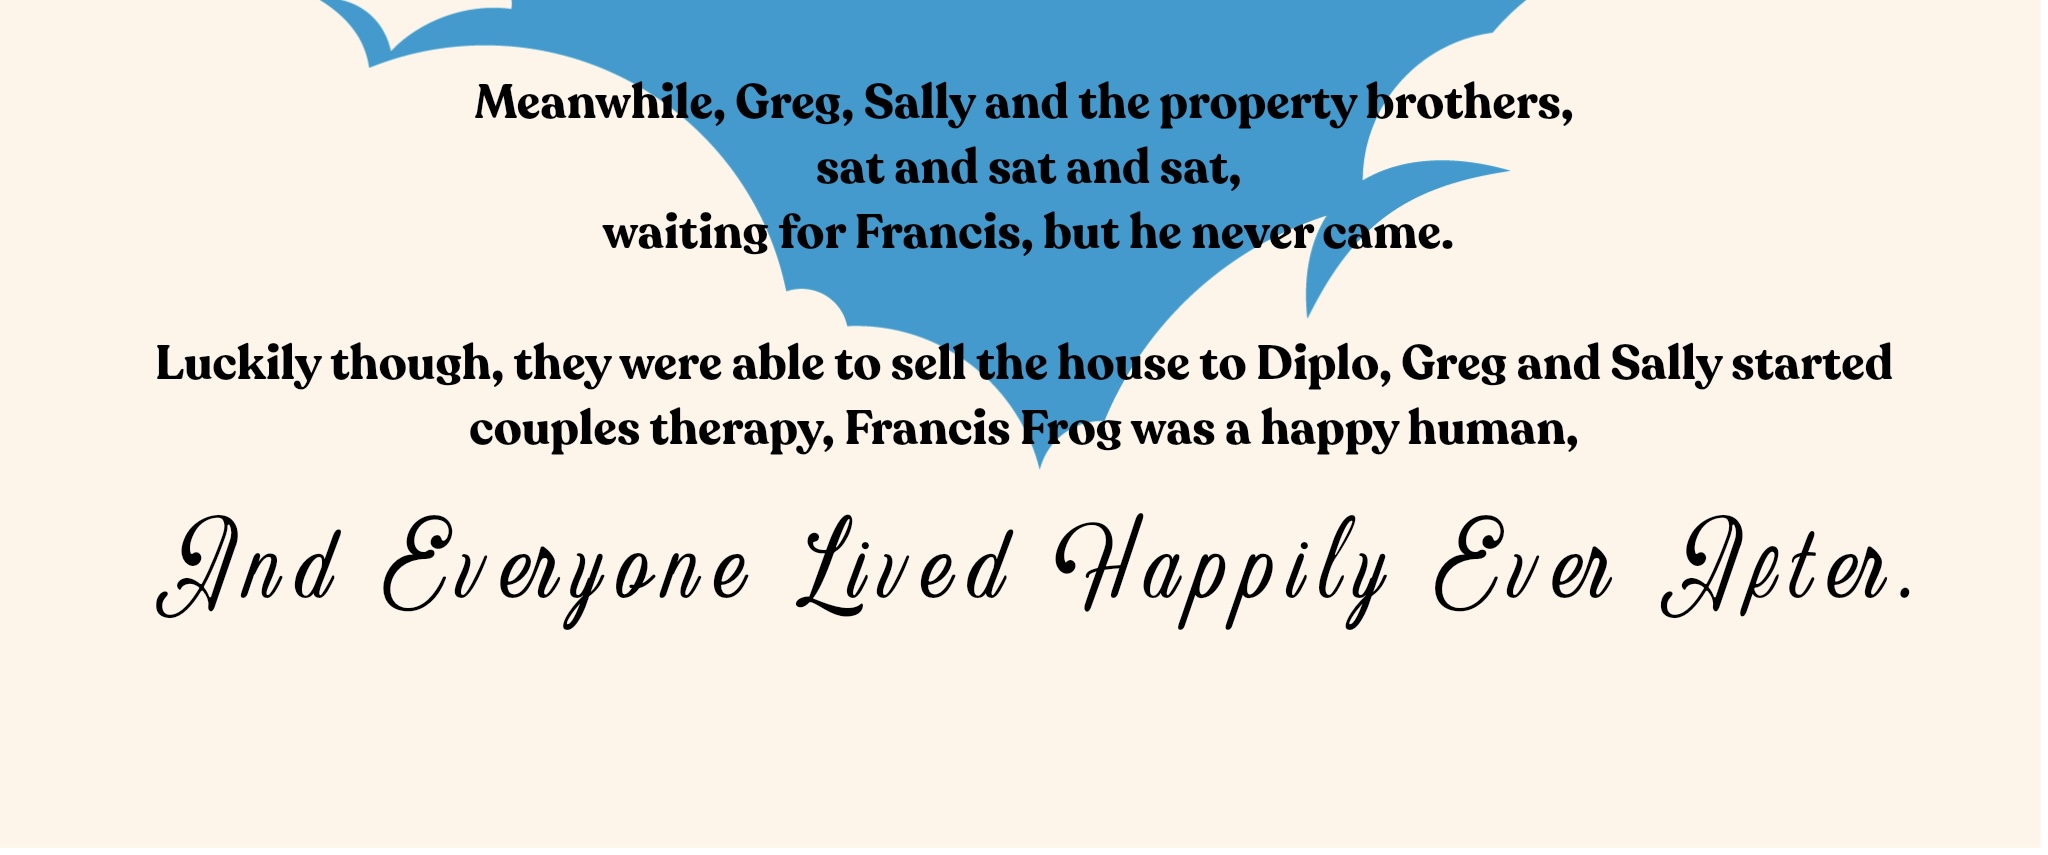 Meanwhile, Greg, Sally and the property brothers,
sat and sat and sat,
waiting for Francis, but he never came.
Luckily though, they were able to sell the house to Diplo, Greg and Sally started
couples therapy, Francis Frog was a happy human,
And Everyone Lived Happily Ever After.